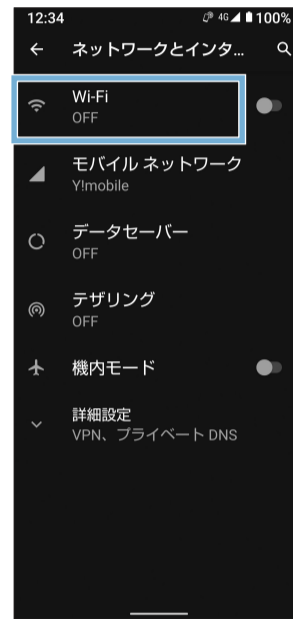 12:34 4G 100%
ネットワークとインタ...
Wi-Fi
OFF
モバイル ネットワーク
Y!mobile
データセーバー
OFF
テザリング
OFF
機内モード
詳細設定
VPN、プライベート DNS